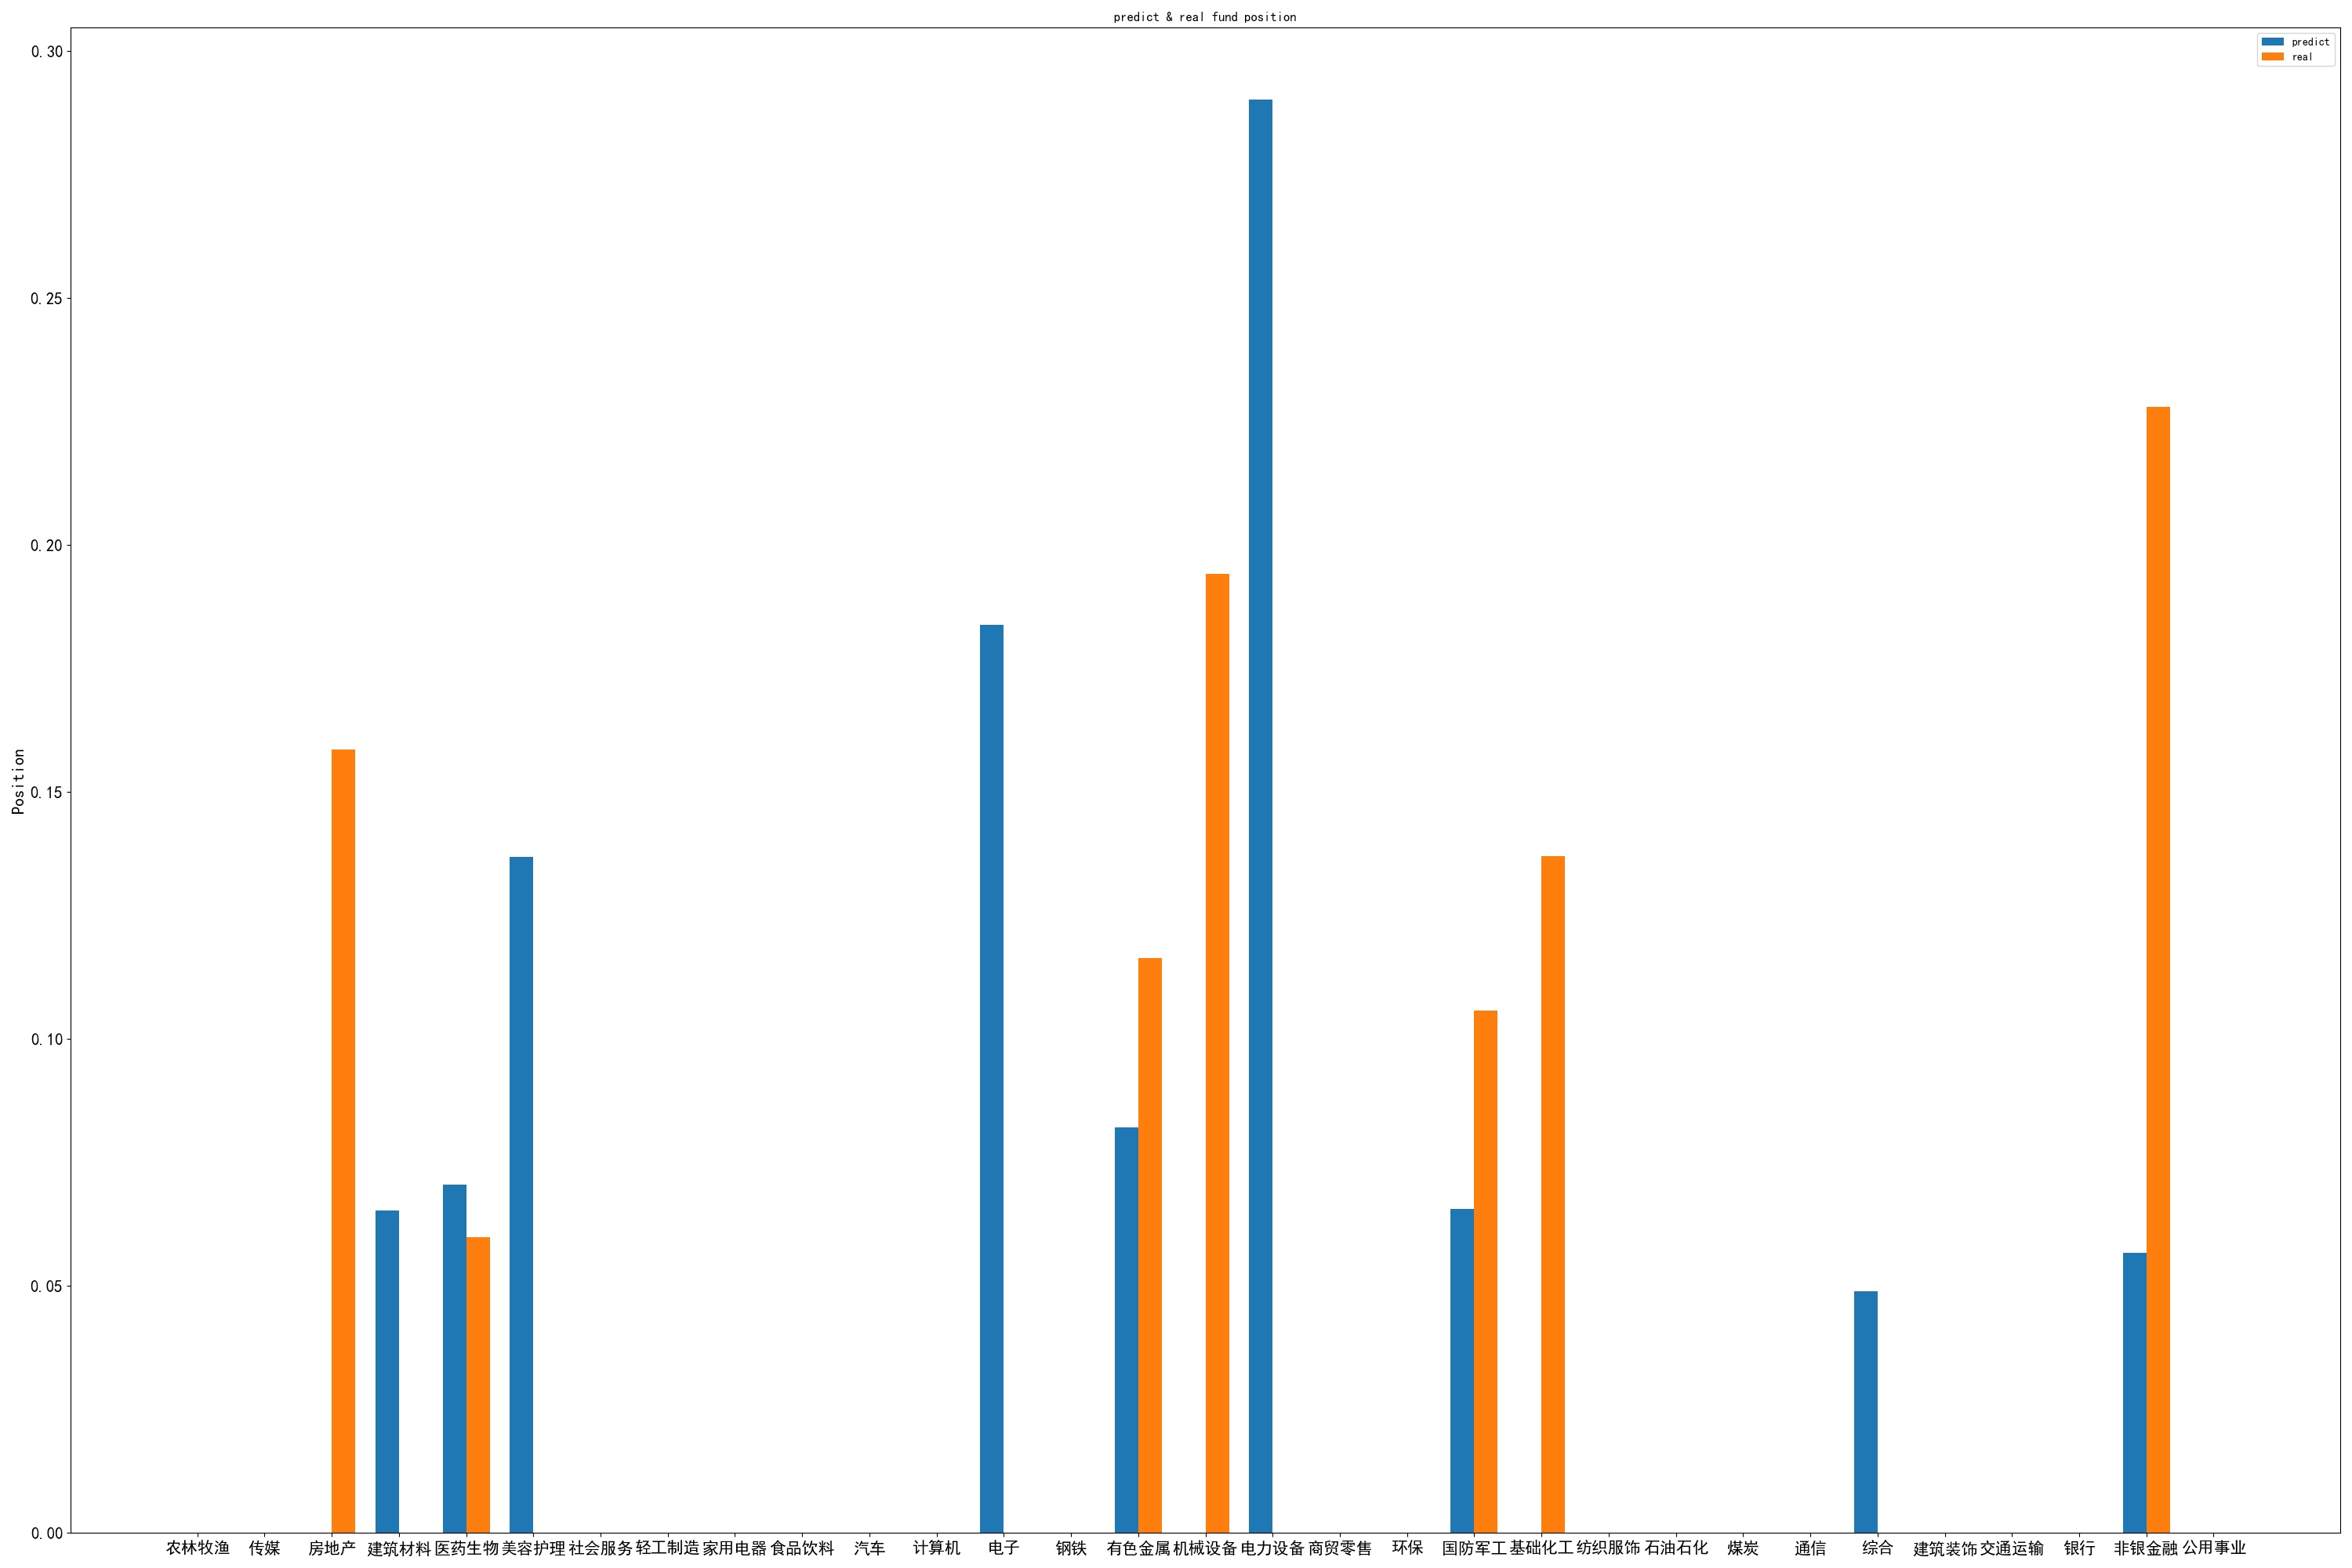 predict & real fund position
predict
real
0.30
0.25
0.20
0.15
0.10
0.05
0.00
Position
农林牧渔 传媒 房地产 建筑材料 医药生物 美容护理 社会服务 轻工制造 家用电器 食品饮料 汽车 计算机 电子 钢铁 有色金属 机械设备 电力设备 商贸零售 环保 国防军工 基础化工 纺织服饰 石油石化 煤炭 通信 综合 建筑装饰 交通运输 银行 非银金融 公用事业